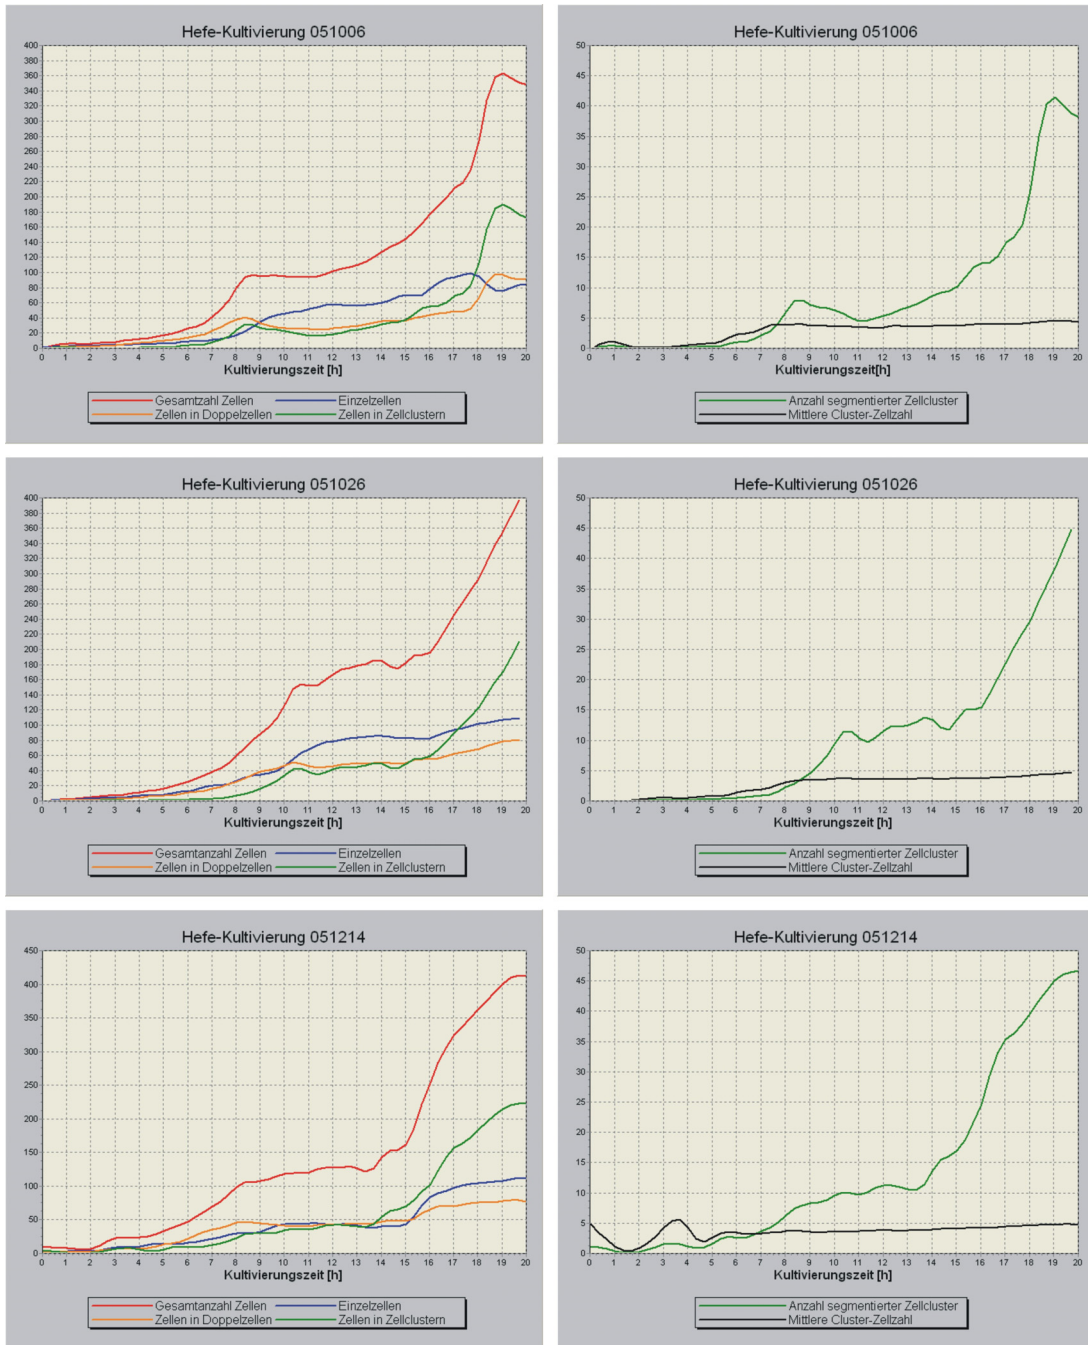 Hefe-Kultivierung 051006
400
380
360
340
320
300
280
260
240
220
200
180
160
140
120
100
80
60
40
20
0
0 1 2 3 4 5 6 7 8 9 10 11 12 13 14 15 16 17 18 19 20
Kultivierungszeit [h]
Gesamtzahl Zellen Einzelzellen
Zellen in Doppelzellen Zellen in Zellclustern
Hefe-Kultivierung 051006
50
45
40
35
30
25
20
15
10
5
0
0 1 2 3 4 5 6 7 8 9 10 11 12 13 14 15 16 17 18 19 20
Kultivierungszeit[h]
Anzahl segmentierter Zellcluster
Mittlere Cluster-Zellzahl
Hefe-Kultivierung 051026
400
380
360
340
320
300
280
260
240
220
200
180
160
140
120
100
80
60
40
20
0
0 1 2 3 4 5 6 7 8 9 10 11 12 13 14 15 16 17 18 19 20
Kultivierungszeit [h]
Gesamtanzahl Zellen Einzelzellen
Zellen in Doppelzellen Zellen in Zellclustern
Hefe-Kultivierung 051026
50
45
40
35
30
25
20
15
10
5
0
0 1 2 3 4 5 6 7 8 9 10 11 12 13 14 15 16 17 18 19 20
Kultivierungszeit [h]
Anzahl segmentierter Zellcluster
Mittlere Cluster-Zellzahl
Hefe-Kultivierung 051214
450
400
350
300
250
200
150
100
50
0
0 1 2 3 4 5 6 7 8 9 10 11 12 13 14 15 16 17 18 19 20
Kultivierungszeit [h]
Gesamtanzahl Zellen Einzelzellen
Zellen in Doppelzellen Zellen in Zellclustern
Hefe-Kultivierung 051214
50
45
40
35
30
25
20
15
10
5
0
0 1 2 3 4 5 6 7 8 9 10 11 12 13 14 15 16 17 18 19 20
Kultivierungszeit [h]
Anzahl segmentierter Zellcluster
Mittlere Cluster-Zellzahl